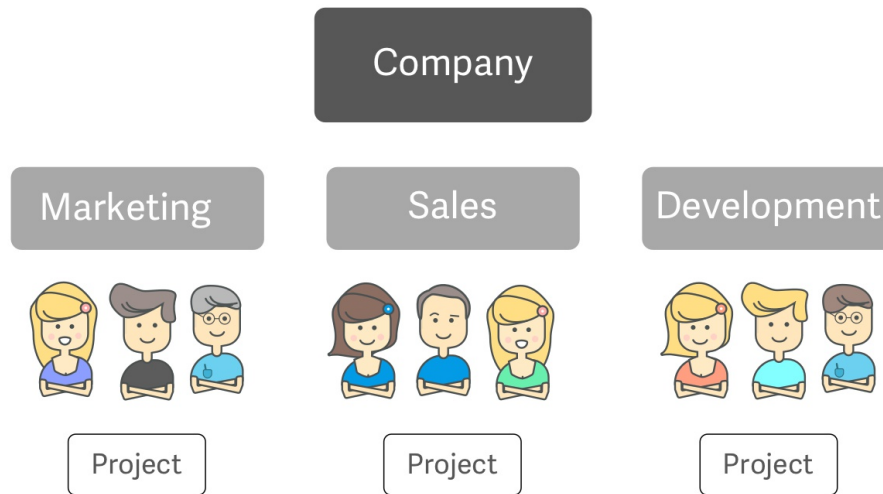 Company
Marketing
Sales
Development
Project
Project
Project